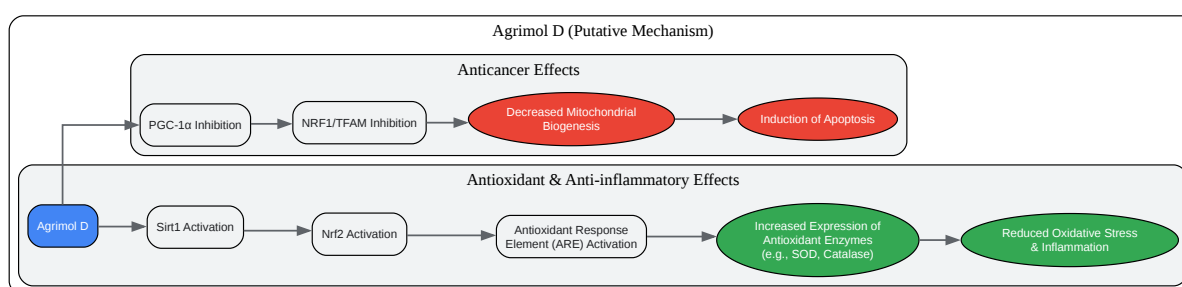 Agrimol D (Putative Mechanism)
Anticancer Effects
PGC-1α Inhibition
NRF1/TFAM Inhibition
Decreased Mitochondrial
Biogenesis
Induction of Apoptosis
Antioxidant & Anti-inflammatory Effects
Agrimol D
Sirt1 Activation
Nrf2 Activation
Antioxidant Response
Element (ARE) Activation
Increased Expression of
Antioxidant Enzymes
(e.g., SOD, Catalase)
Reduced Oxidative Stress
& Inflammation